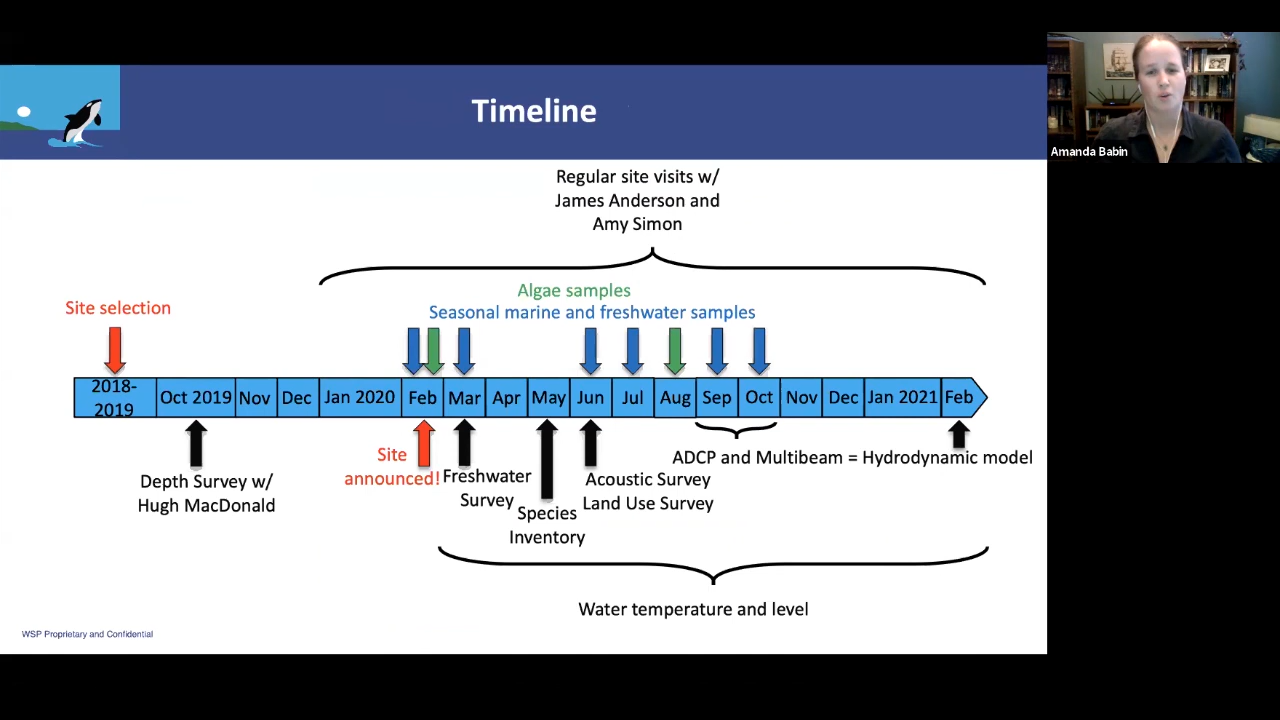 Timeline
Amanda Babin
Regular site visits w/
James Anderson and
Amy Simon
Algae samples
Site selection
Seasonal marine and freshwater samples
2018-
2019
Oct 2019
Nov
Dec
Jan 2020
Feb
Mar
Apr
May
Jun
Jul
Aug
Sep
Oct
Nov
Dec
Jan 2021
Feb
Depth Survey w/
Hugh MacDonald
Site
announced!
Freshwater
Survey
Species
Inventory
Acoustic Survey
Land Use Survey
ADCP and Multibeam = Hydrodynamic model
Water temperature and level
WSP Proprietary and Confidential